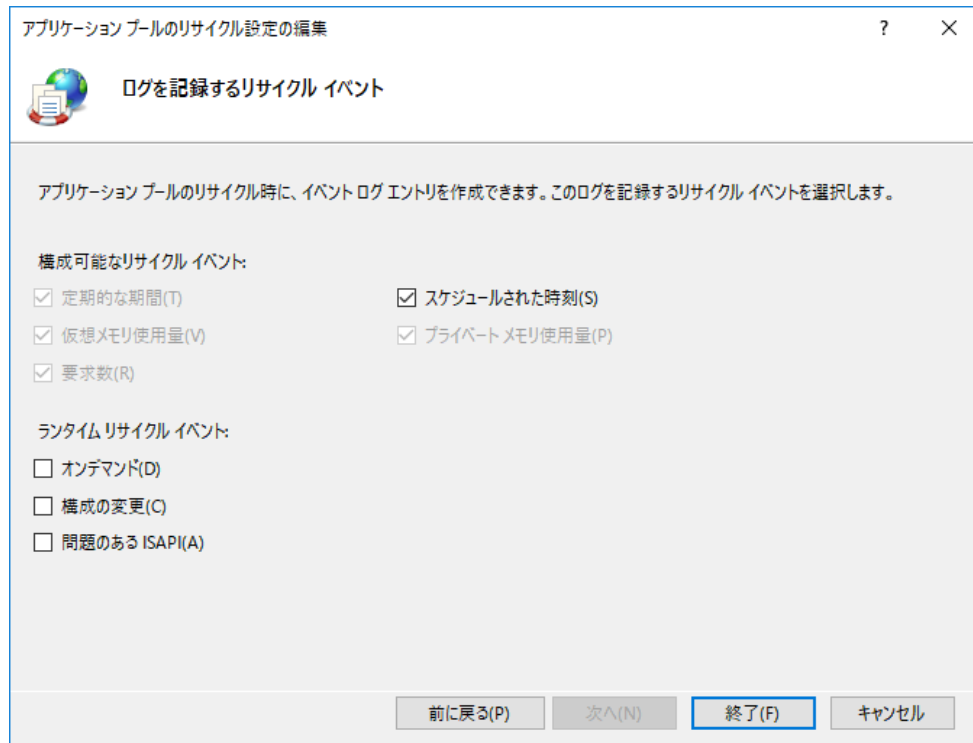 アプリケーション プールのリサイクル設定の編集
?
ログを記録するリサイクル イベント
アプリケーション プールのリサイクル時に、イベント ログ エントリを作成できます。このログを記録するリサイクル イベントを選択します。
構成可能なリサイクル イベント:
定期的な期間(T)
スケジュールされた時刻(S)
仮想メモリ使用量(V)
プライベート メモリ使用量(P)
要求数(R)
ランタイム リサイクル イベント:
オンデマンド(D)
構成の変更(C)
問題のある ISAPI(A)
前に戻る(P)
次へ(N)
終了(F)
キャンセル